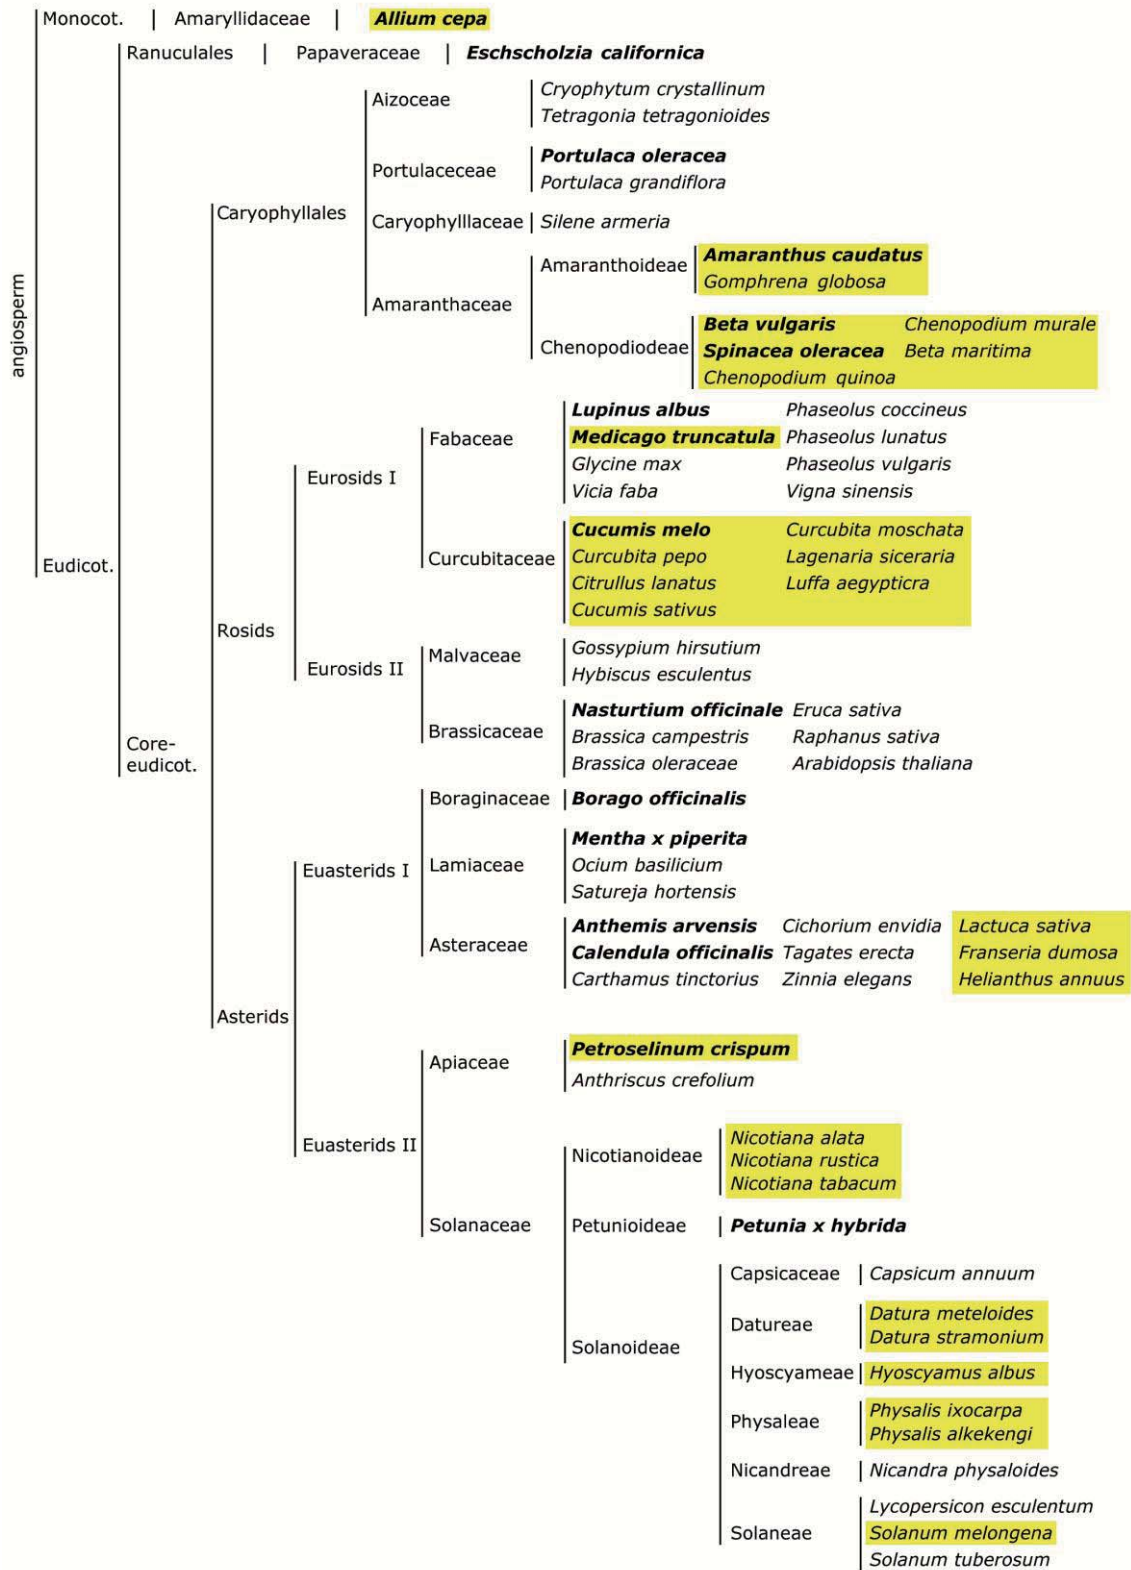 Monocot. Amaryllidaceae Allium cepa
Ranuculales Papaveraceae Eschscholzia californica
Aizoceae Cryophytum crystallinum
Tetragonia tetragonioides
Portulaceceae Portulaca oleracea
Portulaca grandiflora
Caryophyllales Caryophylllaceae Silene armeria
Amaranthaceae Amaranthoideae Amaranthus caudatus
Gomphrena globosa
angiosperm
Chenopodiodeae Beta vulgaris Chenopodium murale
Spinacea oleracea Beta maritima
Chenopodium quinoa
Eurosids I Fabaceae Lupinus albus Phaseolus coccineus
Medicago truncatula Phaseolus lunatus
Glycine max Phaseolus vulgaris
Vicia faba Vigna sinensis
Eudicot. Curcubitaceae Cucumis melo Curcubita moschata
Curcubita pepo Lagenaria siceraria
Citrullus lanatus Luffa aegypticra
Cucumis sativus
Rosids
Eurosids II Malvaceae Gossypium hirsutium
Hybiscus esculentus
Brassicaceae Nasturtium officinale Eruca sativa
Brassica campestris Raphanus sativa
Brassica oleraceae Arabidopsis thaliana
Core-
eudicot.
Boraginaceae Borago officinalis
Euasterids I Lamiaceae Mentha x piperita
Ocium basilicium
Satureja hortensis
Asteraceae Anthemis arvensis Cichorium envidia Lactuca sativa
Calendula officinalis Tagates erecta Franseria dumosa
Carthamus tinctorius Zinnia elegans Helianthus annuus
Asterids
Apiaceae Petroselinum crispum
Anthriscus crefolium
Euasterids II Nicotianoideae Nicotiana alata
Nicotiana rustica
Nicotiana tabacum
Solanaceae Petunioideae Petunia x hybrida
Solanoideae Capsicaceae Capsicum annuum
Datureae Datura meteloides
Datura stramonium
Hyoscyameae Hyoscyamus albus
Physaleae Physalis ixocarpa
Physalis alkekengi
Nicandreae Nicandra physaloides
Solaneae Lycopersicon esculentum
Solanum melongena
Solanum tuberosum